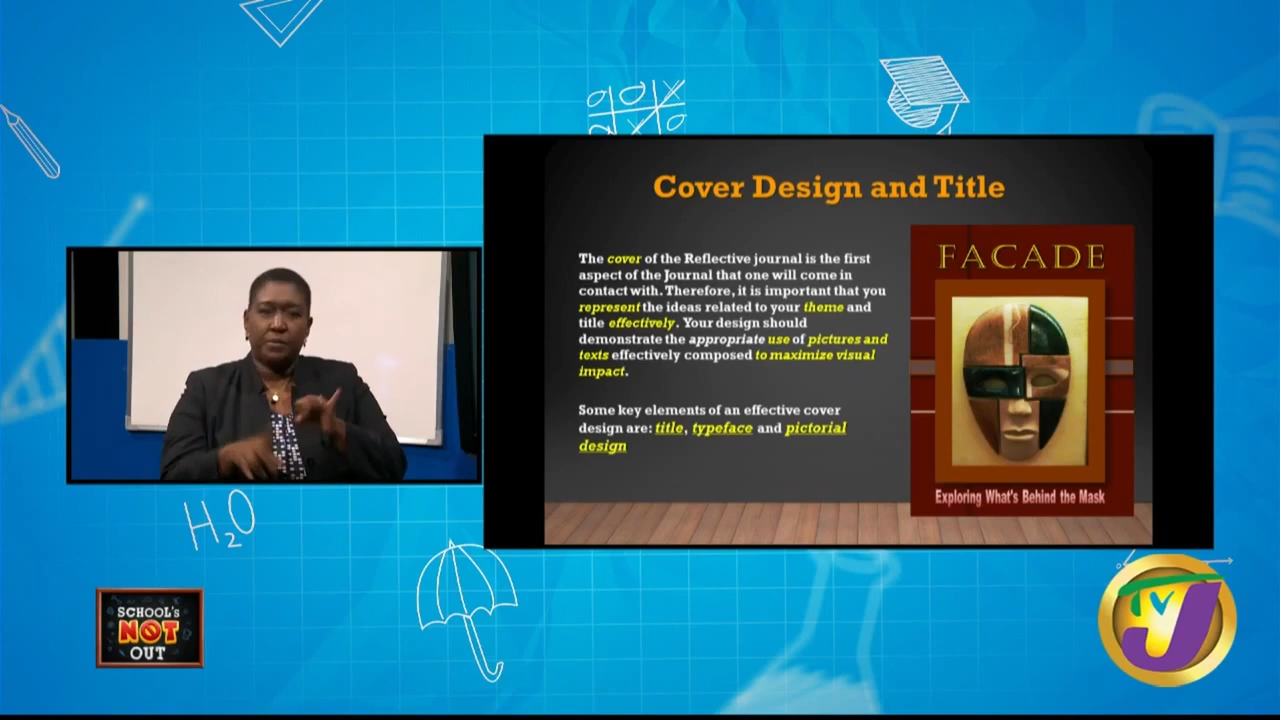 Cover Design and Title
The cover of the Reflective journal is the first
aspect of the Journal that one will come in
contact with. Therefore, it is important that you
represent the ideas related to your theme and
title effectively. Your design should
demonstrate the appropriate use of pictures and
texts effectively composed to maximize visual
impact.
Some key elements of an effective cover
design are: title, typeface and pictorial
design
FACADE
Exploring What's Behind the Mask
H2O
SCHOOL's
NOT
OUT
TVJ